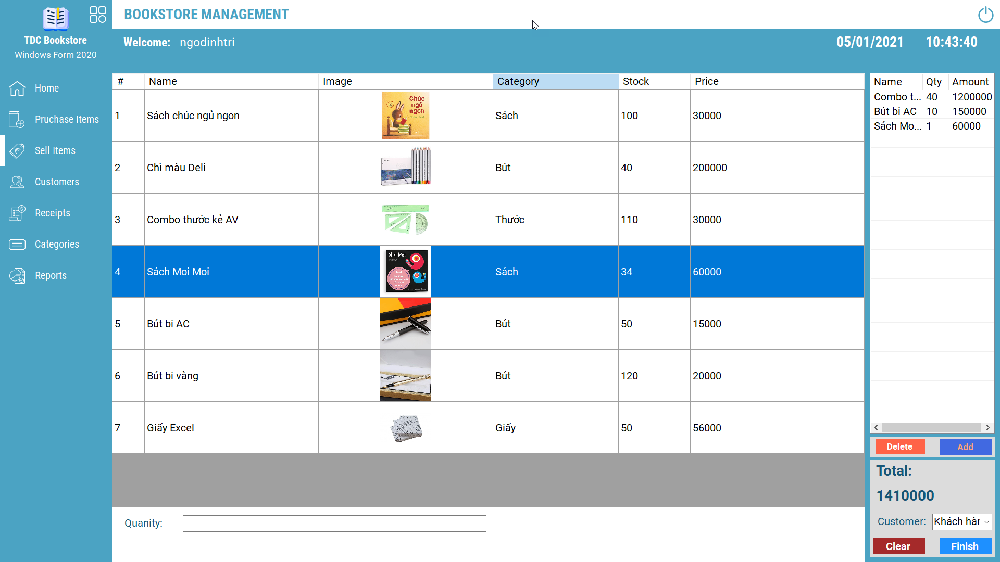 BOOKSTORE MANAGEMENT
TDC Bookstore
Windows Form 2020
Welcome: ngodinhtri
05/01/2021 10:43:40
Home
Pruchase Items
Sell Items
Customers
Receipts
Categories
Reports
# Name Image Category Stock Price
1 Sách chúc ngủ ngon Sách 100 30000
Chúc
ngủ
ngon
2 Chì màu Deli Bút 40 200000
3 Combo thước kẻ AV Thước 110 30000
4 Sách Moi Moi Sách 34 60000
Moi Moi
5 Bút bi AC Bút 50 15000
6 Bút bi vàng Bút 120 20000
7 Giấy Excel Giấy 50 56000
Quanity:
Name Qty Amount
Combo t... 40 1200000
Bút bi AC 10 150000
Sách Mo... 1 60000
Delete Add
Total:
1410000
Customer: Khách hàr
Clear Finish